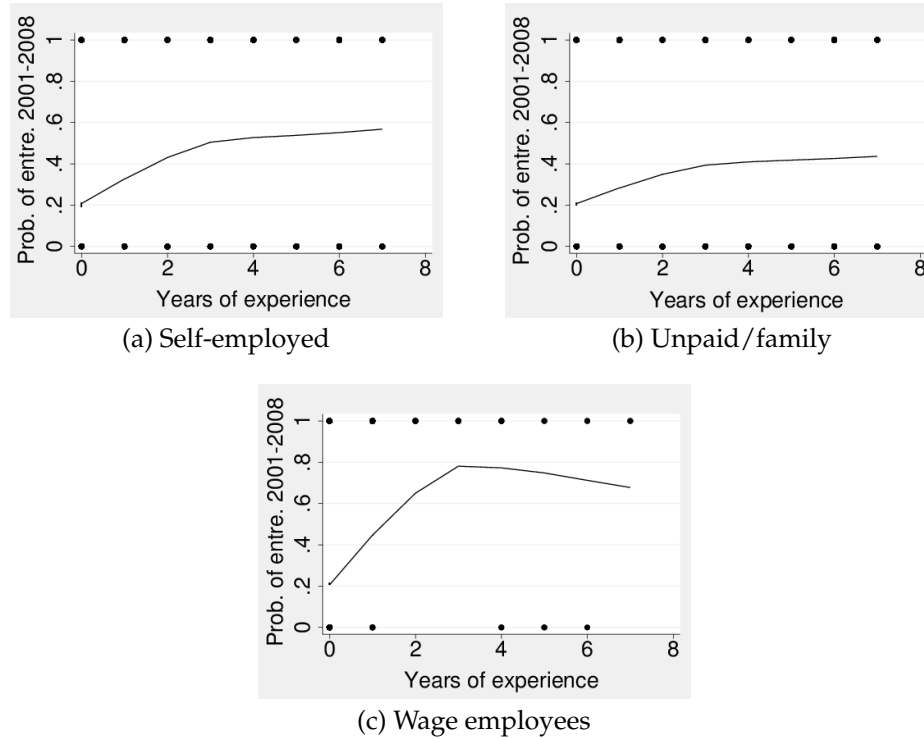 Prob. of entre. 2001-2008
1
.8
.6
.4
.2
0
0 2 4 6 8
Years of experience
(a) Self-employed
Prob. of entre. 2001-2008
1
.8
.6
.4
.2
0
0 2 4 6 8
Years of experience
(b) Unpaid/family
Prob. of entre. 2001-2008
1
.8
.6
.4
.2
0
0 2 4 6 8
Years of experience
(c) Wage employees